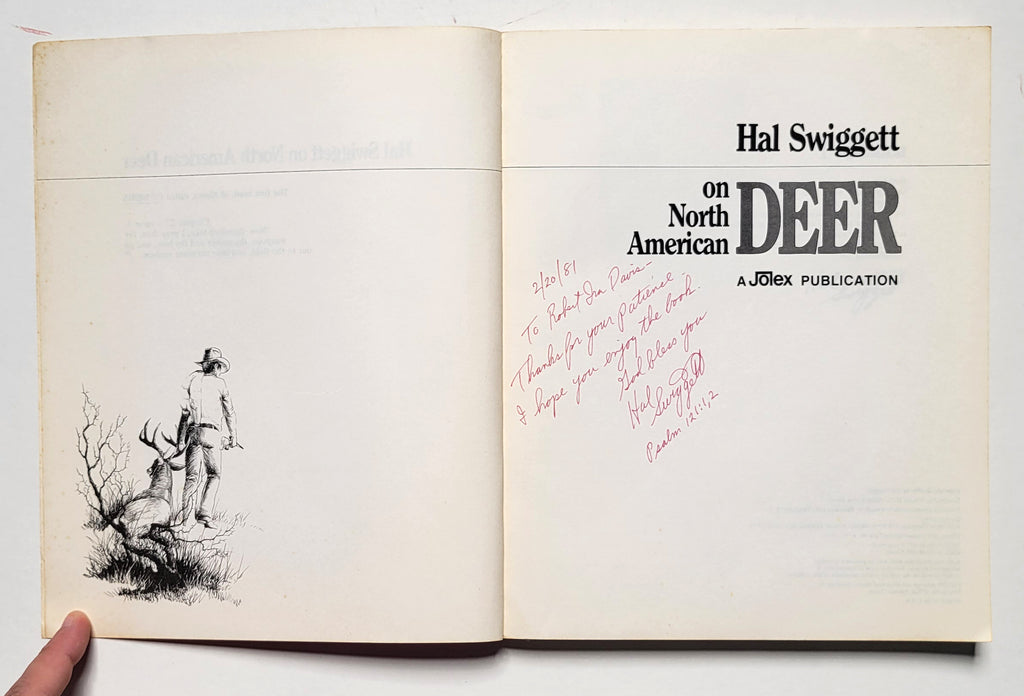 Hal Swiggett
on
North
American
DEER
A Jolex PUBLICATION
2/20/81
To Robert Ira Davis–
Thanks for your patience.
I hope you enjoy the book.
God bless you
Hal
Swiggett
Psalm 121:1,2